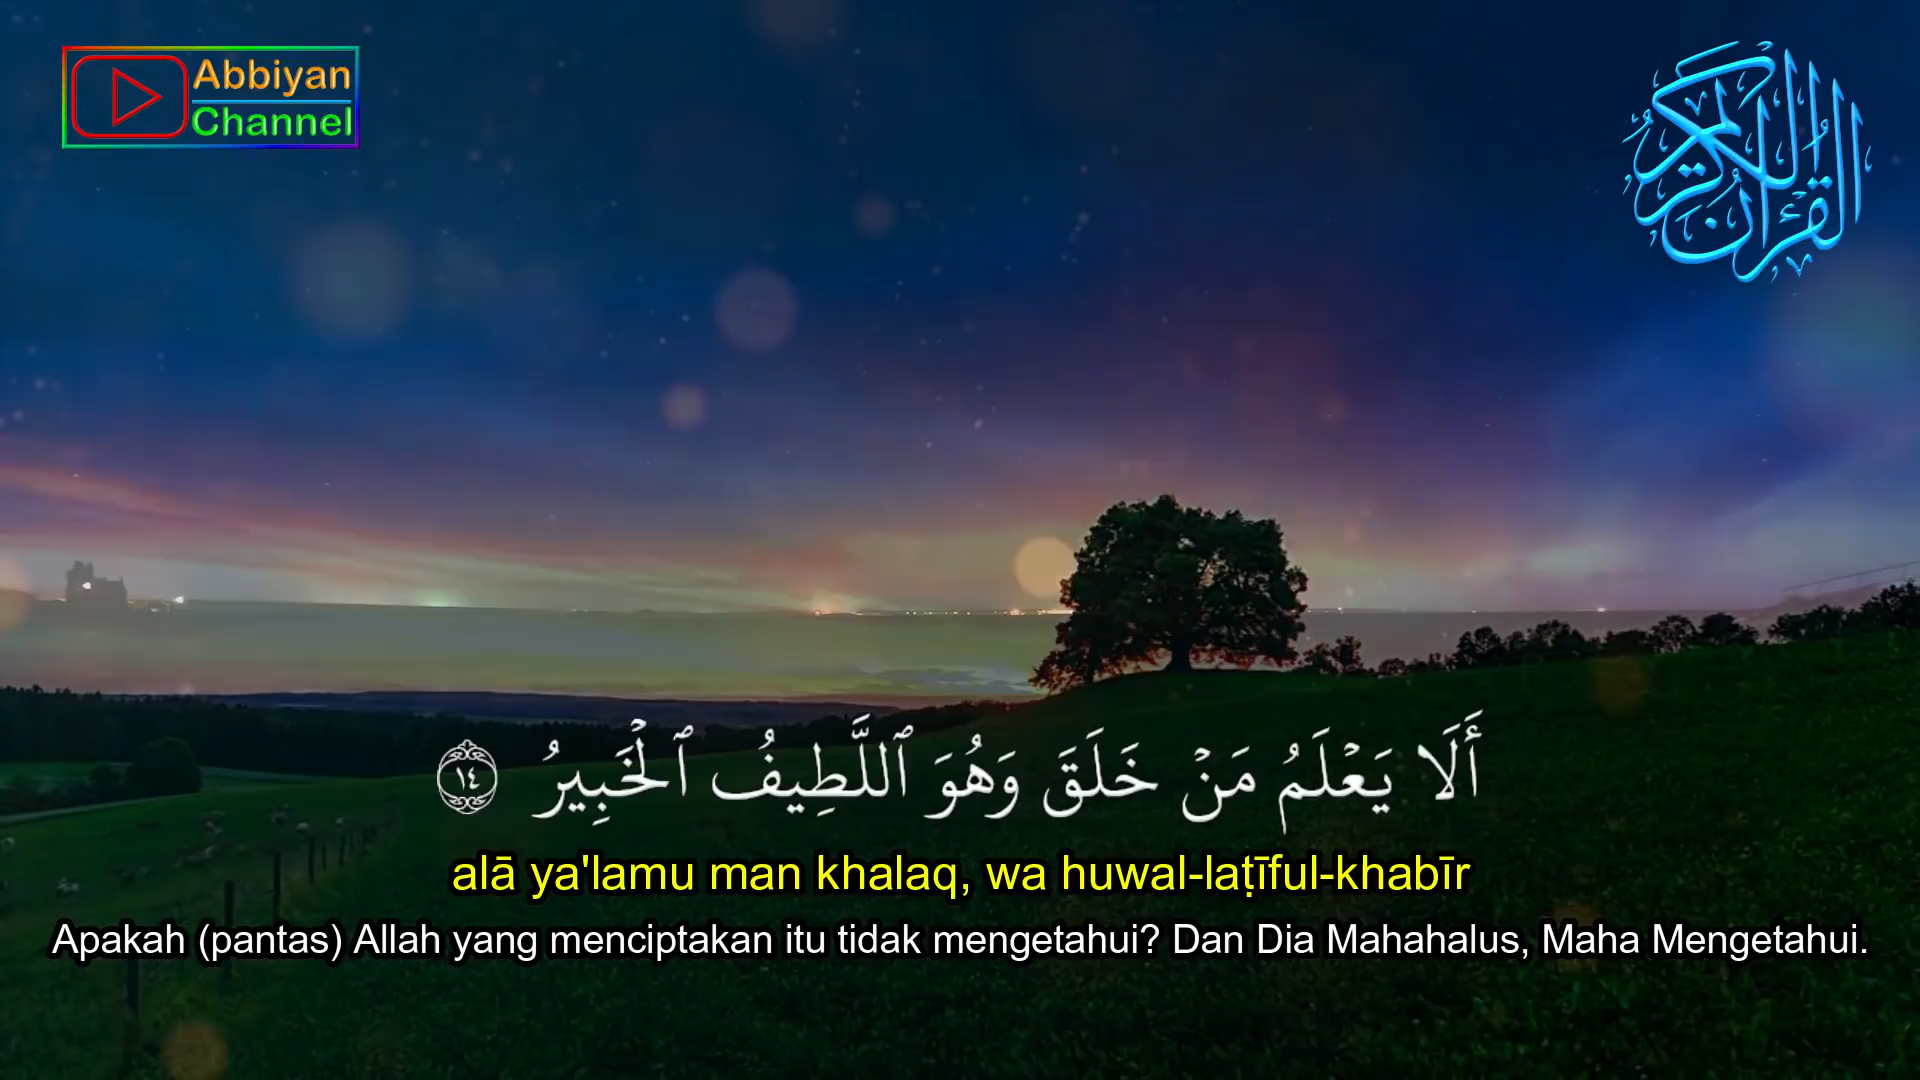 Abbiyan
Channel
القرآن الكريم
أَلَا يَعْلَمُ مَنْ خَلَقَ وَهُوَ ٱللَّطِيفُ ٱلْخَبِيرُ ١٤
alā ya'lamu man khalaq, wa huwal-laṭīful-khabīr
Apakah (pantas) Allah yang menciptakan itu tidak mengetahui? Dan Dia Mahahalus, Maha Mengetahui.